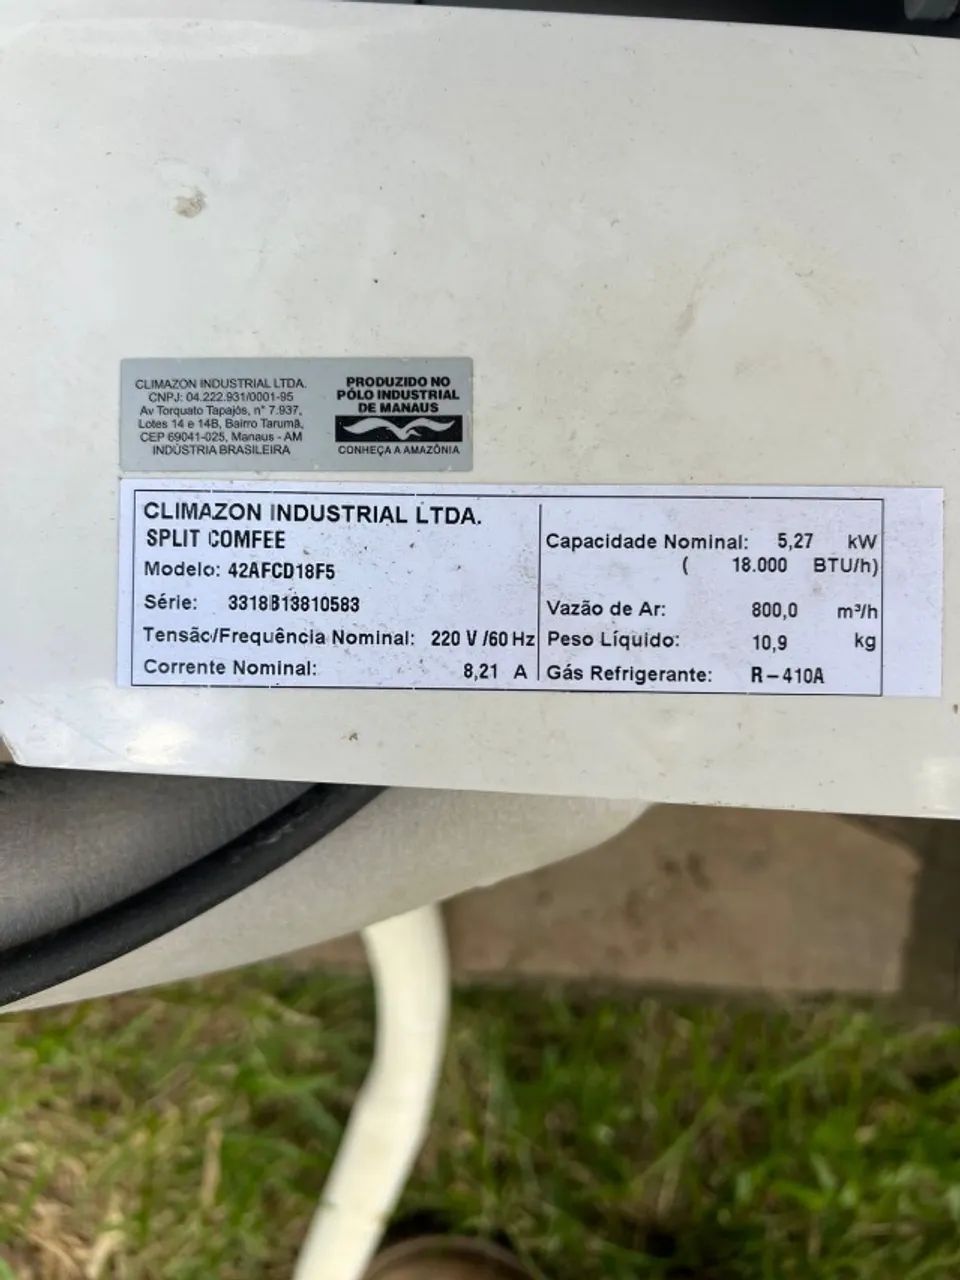 CLIMAZON INDUSTRIAL LTDA.
CNPJ: 04.222.931/0001-95
Av Torquato Tapajós, n° 7.937,
Lotes 14 e 14B, Bairro Tarumã,
CEP 69041-025, Manaus - AM
INDÚSTRIA BRASILEIRA
PRODUZIDO NO
PÓLO INDUSTRIAL
DE MANAUS
CONHEÇA A AMAZÔNIA
CLIMAZON INDUSTRIAL LTDA.
SPLIT COMFEE
Modelo: 42AFCD18F5
Série: 3318B13810583
Tensão/Frequência Nominal: 220 V /60 Hz
Corrente Nominal: 8,21 A
Capacidade Nominal: 5,27 kW
( 18.000 BTU/h)
Vazão de Ar: 800,0 m³/h
Peso Líquido: 10,9 kg
Gás Refrigerante: R-410A